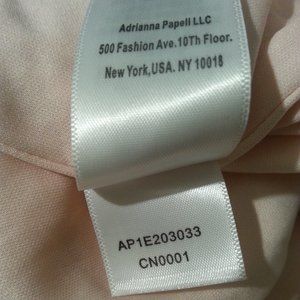 Adrianna Papell LLC
500 Fashion Ave.10Th Floor.
New York,USA. NY 10018
AP1E203033
CN0001